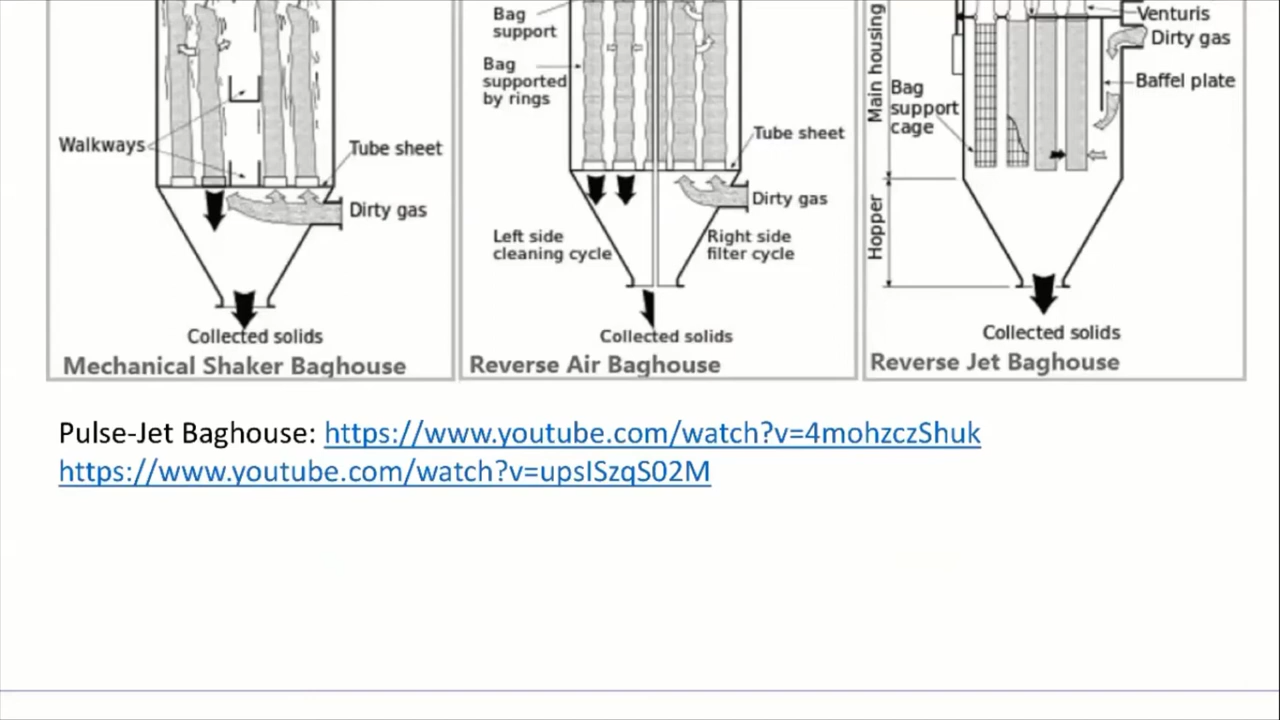 Walkways
Tube sheet
Dirty gas
Collected solids
Mechanical Shaker Baghouse
Bag
support
Bag
supported
by rings
Tube sheet
Dirty gas
Left side
cleaning cycle
Right side
filter cycle
Collected solids
Reverse Air Baghouse
Main housing
Hopper
Bag
support
cage
Venturis
Dirty gas
Baffel plate
Collected solids
Reverse Jet Baghouse
Pulse-Jet Baghouse: https://www.youtube.com/watch?v=4mohzczShuk
https://www.youtube.com/watch?v=upsISzqS02M